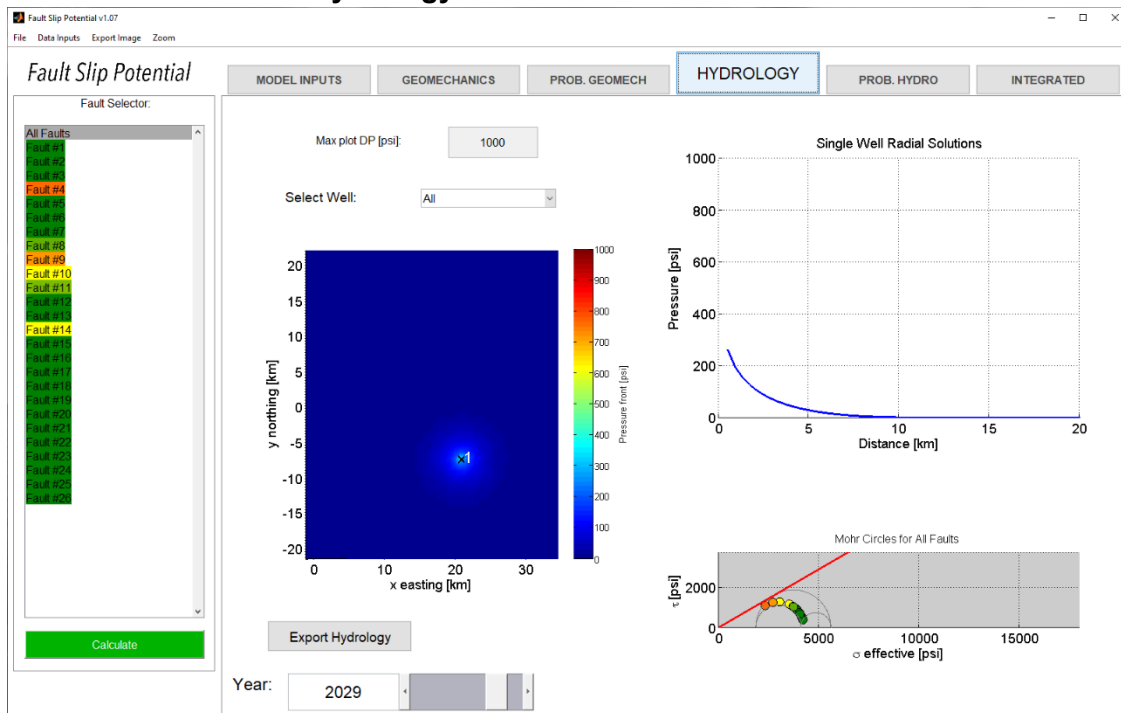 ydrology
Fault Slip Potential v1.07
File Data Inputs Export Image Zoom
Fault Slip Potential
MODEL INPUTS
GEOMECHANICS
PROB. GEOMECH
HYDROLOGY
PROB. HYDRO
INTEGRATED
Fault Selector:
All Faults
Fault #1
Fault #2
Fault #3
Fault #4
Fault #5
Fault #6
Fault #7
Fault #8
Fault #9
Fault #10
Fault #11
Fault #12
Fault #13
Fault #14
Fault #15
Fault #16
Fault #17
Fault #18
Fault #19
Fault #20
Fault #21
Fault #22
Fault #23
Fault #24
Fault #25
Fault #26
Calculate
Max plot DP [psi]:
1000
Select Well:
All
20
15
10
5
0
-5
-10
-15
-20
y northing [km]
1
0 10 20 30
x easting [km]
1000
900
800
700
600
500
400
300
200
100
0
Pressure front [psi]
Export Hydrology
Year:
2029
Single Well Radial Solutions
1000
800
600
400
200
0
Pressure [psi]
0 5 10 15 20
Distance [km]
Mohr Circles for All Faults
2000
0
τ [psi]
0 5000 10000 15000
σ effective [psi]